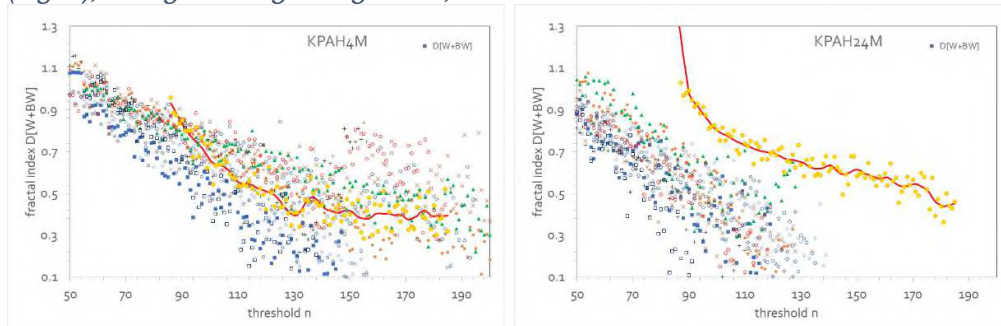 KPAH4M
D[W+BW]
fractal index D[W+BW]
1.3
1.1
0.9
0.7
0.5
0.3
0.1
50 70 90 110 130 150 170 190
threshold n
KPAH24M
D[W+BW]
fractal index D[W+BW]
1.3
1.1
0.9
0.7
0.5
0.3
0.1
50 70 90 110 130 150 170 190
threshold n